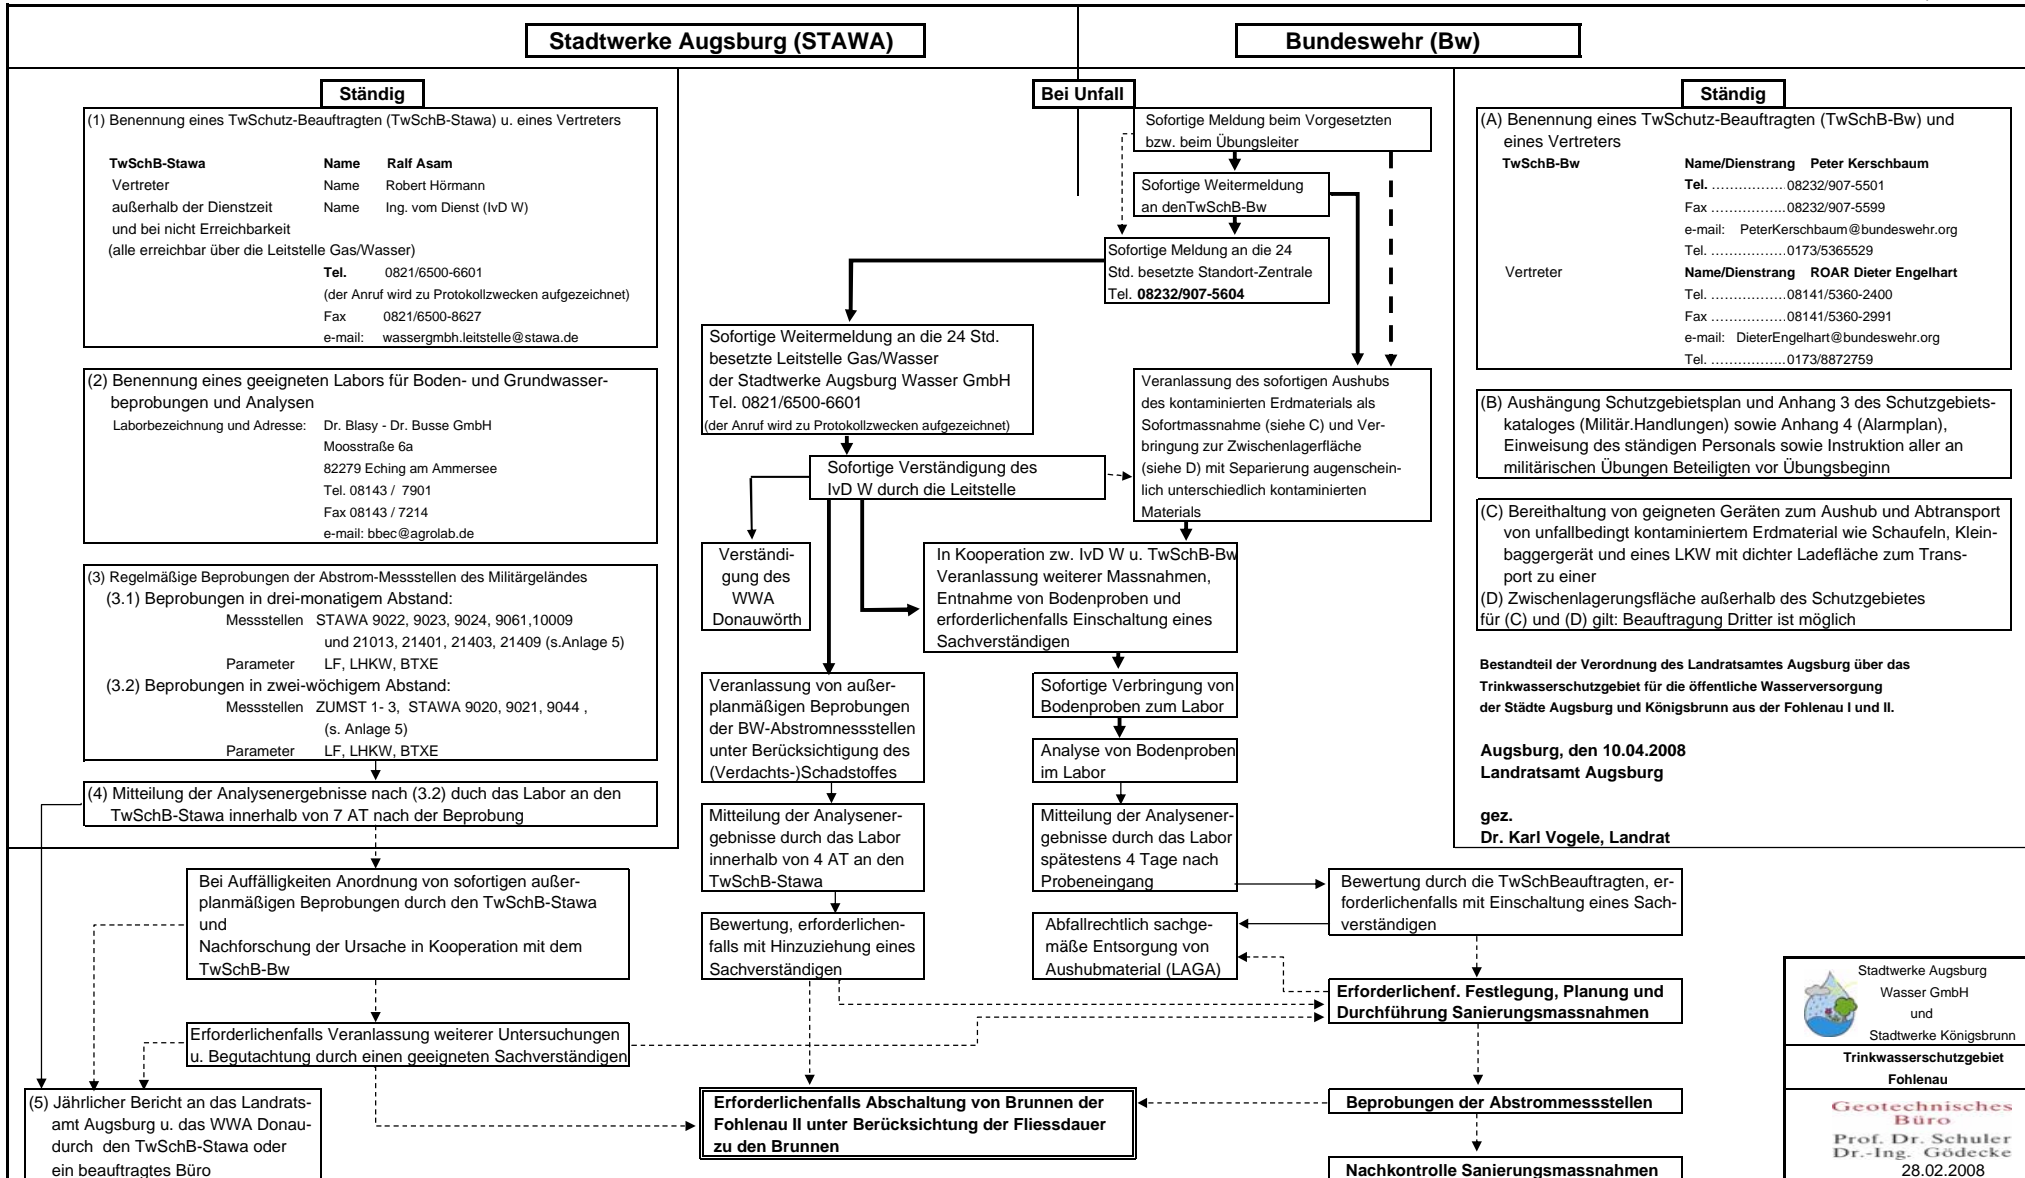 Stadtwerke Augsburg (STAWA)
Bundeswehr (Bw)
Ständig
(1) Benennung eines TwSchutz-Beauftragten (TwSchB-Stawa) u. eines Vertreters
TwSchB-Stawa Name Ralf Asam
Vertreter Name Robert Hörmann
außerhalb der Dienstzeit Name Ing. vom Dienst (IvD W)
und bei nicht Erreichbarkeit
(alle erreichbar über die Leitstelle Gas/Wasser)
Tel. 0821/6500-6601
(der Anruf wird zu Protokollzwecken aufgezeichnet)
Fax 0821/6500-8627
e-mail: wassergmbh.leitstelle@stawa.de
(2) Benennung eines geeigneten Labors für Boden- und Grundwasser-
beprobungen und Analysen
Laborbezeichnung und Adresse: Dr. Blasy - Dr. Busse GmbH
Moosstraße 6a
82279 Eching am Ammersee
Tel. 08143 / 7901
Fax 08143 / 7214
e-mail: bbec@agrolab.de
(3) Regelmäßige Beprobungen der Abstrom-Messstellen des Militärgeländes
(3.1) Beprobungen in drei-monatigem Abstand:
Messstellen STAWA 9022, 9023, 9024, 9061,10009
und 21013, 21401, 21403, 21409 (s.Anlage 5)
Parameter LF, LHKW, BTXE
(3.2) Beprobungen in zwei-wöchigem Abstand:
Messstellen ZUMST 1- 3, STAWA 9020, 9021, 9044 ,
(s. Anlage 5)
Parameter LF, LHKW, BTXE
(4) Mitteilung der Analysenergebnisse nach (3.2) duch das Labor an den
TwSchB-Stawa innerhalb von 7 AT nach der Beprobung
Bei Auffälligkeiten Anordnung von sofortigen außer-
planmäßigen Beprobungen durch den TwSchB-Stawa
und
Nachforschung der Ursache in Kooperation mit dem
TwSchB-Bw
Erforderlichenfalls Veranlassung weiterer Untersuchungen
u. Begutachtung durch einen geeigneten Sachverständigen
(5) Jährlicher Bericht an das Landrats-
amt Augsburg u. das WWA Donau-
durch den TwSchB-Stawa oder
ein beauftragtes Büro
Bei Unfall
Sofortige Meldung beim Vorgesetzten
bzw. beim Übungsleiter
Sofortige Weitermeldung
an denTwSchB-Bw
Sofortige Meldung an die 24
Std. besetzte Standort-Zentrale
Tel. 08232/907-5604
Sofortige Weitermeldung an die 24 Std.
besetzte Leitstelle Gas/Wasser
der Stadtwerke Augsburg Wasser GmbH
Tel. 0821/6500-6601
(der Anruf wird zu Protokollzwecken aufgezeichnet)
Sofortige Verständigung des
IvD W durch die Leitstelle
Veranlassung des sofortigen Aushubs
des kontaminierten Erdmaterials als
Sofortmassnahme (siehe C) und Ver-
bringung zur Zwischenlagerfläche
(siehe D) mit Separierung augenschein-
lich unterschiedlich kontaminierten
Materials
Verständi-
gung des
WWA
Donauwörth
In Kooperation zw. IvD W u. TwSchB-Bw
Veranlassung weiterer Massnahmen,
Entnahme von Bodenproben und
erforderlichenfalls Einschaltung eines
Sachverständigen
Veranlassung von außer-
planmäßigen Beprobungen
der BW-Abstromnessstellen
unter Berücksichtigung des
(Verdachts-)Schadstoffes
Sofortige Verbringung von
Bodenproben zum Labor
Analyse von Bodenproben
im Labor
Mitteilung der Analysener-
gebnisse durch das Labor
innerhalb von 4 AT an den
TwSchB-Stawa
Mitteilung der Analysener-
gebnisse durch das Labor
spätestens 4 Tage nach
Probeneingang
Bewertung, erforderlichen-
falls mit Hinzuziehung eines
Sachverständigen
Abfallrechtlich sachge-
mäße Entsorgung von
Aushubmaterial (LAGA)
Bewertung durch die TwSchBeauftragten, er-
forderlichenfalls mit Einschaltung eines Sach-
verständigen
Erforderlichenf. Festlegung, Planung und
Durchführung Sanierungsmassnahmen
Erforderlichenfalls Abschaltung von Brunnen der
Fohlenau II unter Berücksichtung der Fliessdauer
zu den Brunnen
Beprobungen der Abstrommessstellen
Nachkontrolle Sanierungsmassnahmen
Ständig
(A) Benennung eines TwSchutz-Beauftragten (TwSchB-Bw) und
eines Vertreters
TwSchB-Bw Name/Dienstrang Peter Kerschbaum
Tel. ................08232/907-5501
Fax ................08232/907-5599
e-mail: PeterKerschbaum@bundeswehr.org
Tel. ................0173/5365529
Vertreter Name/Dienstrang ROAR Dieter Engelhart
Tel. ................08141/5360-2400
Fax ................08141/5360-2991
e-mail: DieterEngelhart@bundeswehr.org
Tel. ................0173/8872759
(B) Aushängung Schutzgebietsplan und Anhang 3 des Schutzgebiets-
kataloges (Militär.Handlungen) sowie Anhang 4 (Alarmplan),
Einweisung des ständigen Personals sowie Instruktion aller an
militärischen Übungen Beteiligten vor Übungsbeginn
(C) Bereithaltung von geigneten Geräten zum Aushub und Abtransport
von unfallbedingt kontaminiertem Erdmaterial wie Schaufeln, Klein-
baggergerät und eines LKW mit dichter Ladefläche zum Trans-
port zu einer
(D) Zwischenlagerungsfläche außerhalb des Schutzgebietes
für (C) und (D) gilt: Beauftragung Dritter ist möglich
Bestandteil der Verordnung des Landratsamtes Augsburg über das
Trinkwasserschutzgebiet für die öffentliche Wasserversorgung
der Städte Augsburg und Königsbrunn aus der Fohlenau I und II.
Augsburg, den 10.04.2008
Landratsamt Augsburg
gez.
Dr. Karl Vogele, Landrat
Stadtwerke Augsburg
Wasser GmbH
und
Stadtwerke Königsbrunn
Trinkwasserschutzgebiet
Fohlenau
Geotechnisches
Büro
Prof. Dr. Schuler
Dr.-Ing. Gödecke
28.02.2008